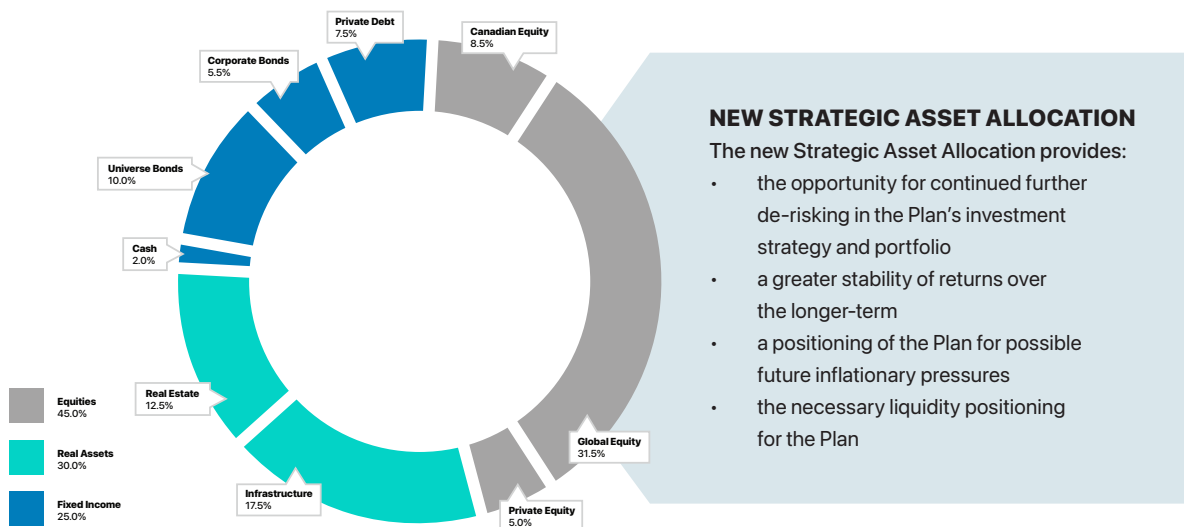 Private Debt
7.5%
Canadian Equity
8.5%
Corporate Bonds
5.5%
Universe Bonds
10.0%
Cash
2.0%
Real Estate
12.5%
Infrastructure
17.5%
Private Equity
5.0%
Global Equity
31.5%
Equities
45.0%
Real Assets
30.0%
Fixed Income
25.0%
NEW STRATEGIC ASSET ALLOCATION
The new Strategic Asset Allocation provides:
• the opportunity for continued further
de-risking in the Plan’s investment
strategy and portfolio
• a greater stability of returns over
the longer-term
• a positioning of the Plan for possible
future inflationary pressures
• the necessary liquidity positioning
for the Plan